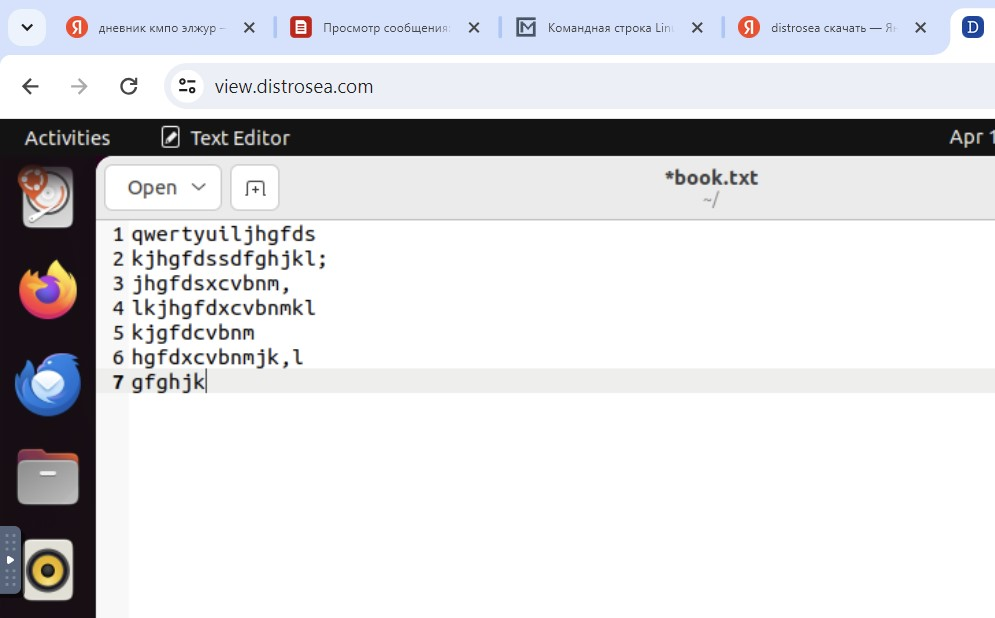 дневник кмпо элжур
Просмотр сообщения
Командная строка Lin
distrosea скачать — Ян
D
view.distrosea.com
Activities
Text Editor
Apr 1
Open
*book.txt
~/
1 qwertyuiljhgfds
2 kjhgfdssdfghjkl;
3 jhgfdsxcvbnm,
4 lkjhgfdxcvbnmkl
5 kjgfdcvbnm
6 hgfdxcvbnmjk,l
7 gfghjk